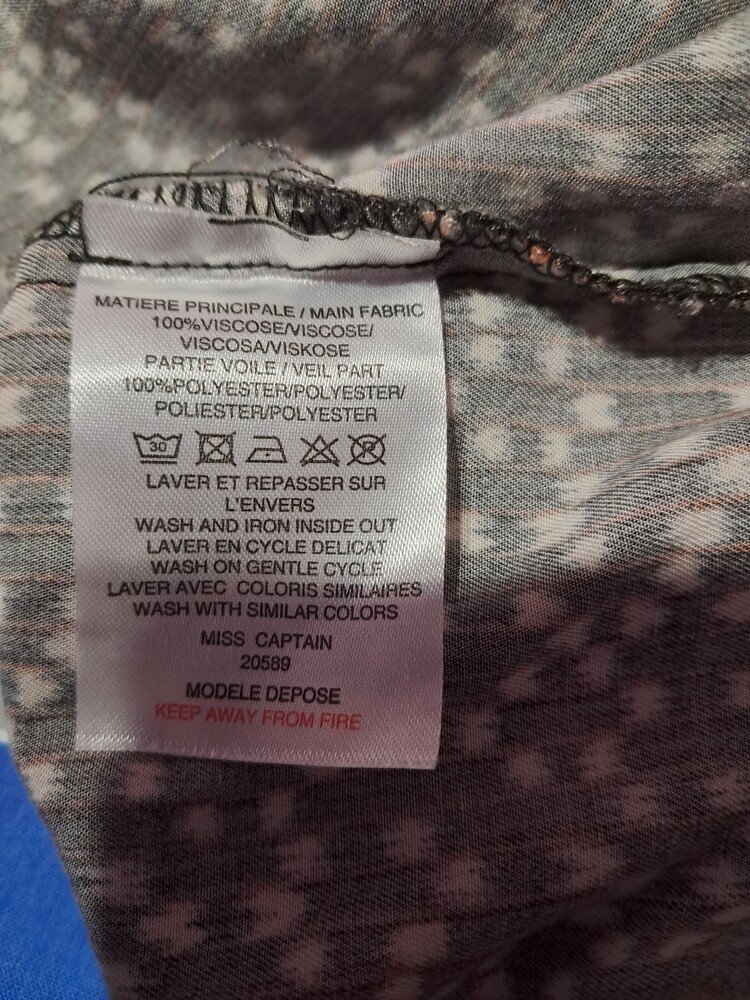 MATIERE PRINCIPALE / MAIN FABRIC
100%VISCOSE/VISCOSE/
VISCOSA/VISKOSE
PARTIE VOILE / VEIL PART
100%POLYESTER/POLYESTER/
POLIESTER/POLYESTER
30
LAVER ET REPASSER SUR
L'ENVERS
WASH AND IRON INSIDE OUT
LAVER EN CYCLE DELICAT
WASH ON GENTLE CYCLE
LAVER AVEC COLORIS SIMILAIRES
WASH WITH SIMILAR COLORS
MISS CAPTAIN
20589
MODELE DEPOSE
KEEP AWAY FROM FIRE